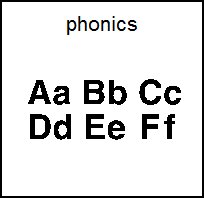 phonics
Aa Bb Cc
Dd Ee Ff